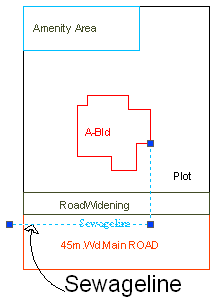 Amenity Area
A-Bld
Plot
RoadWidening
Sewageline
45m.Wd.Main ROAD
Sewageline